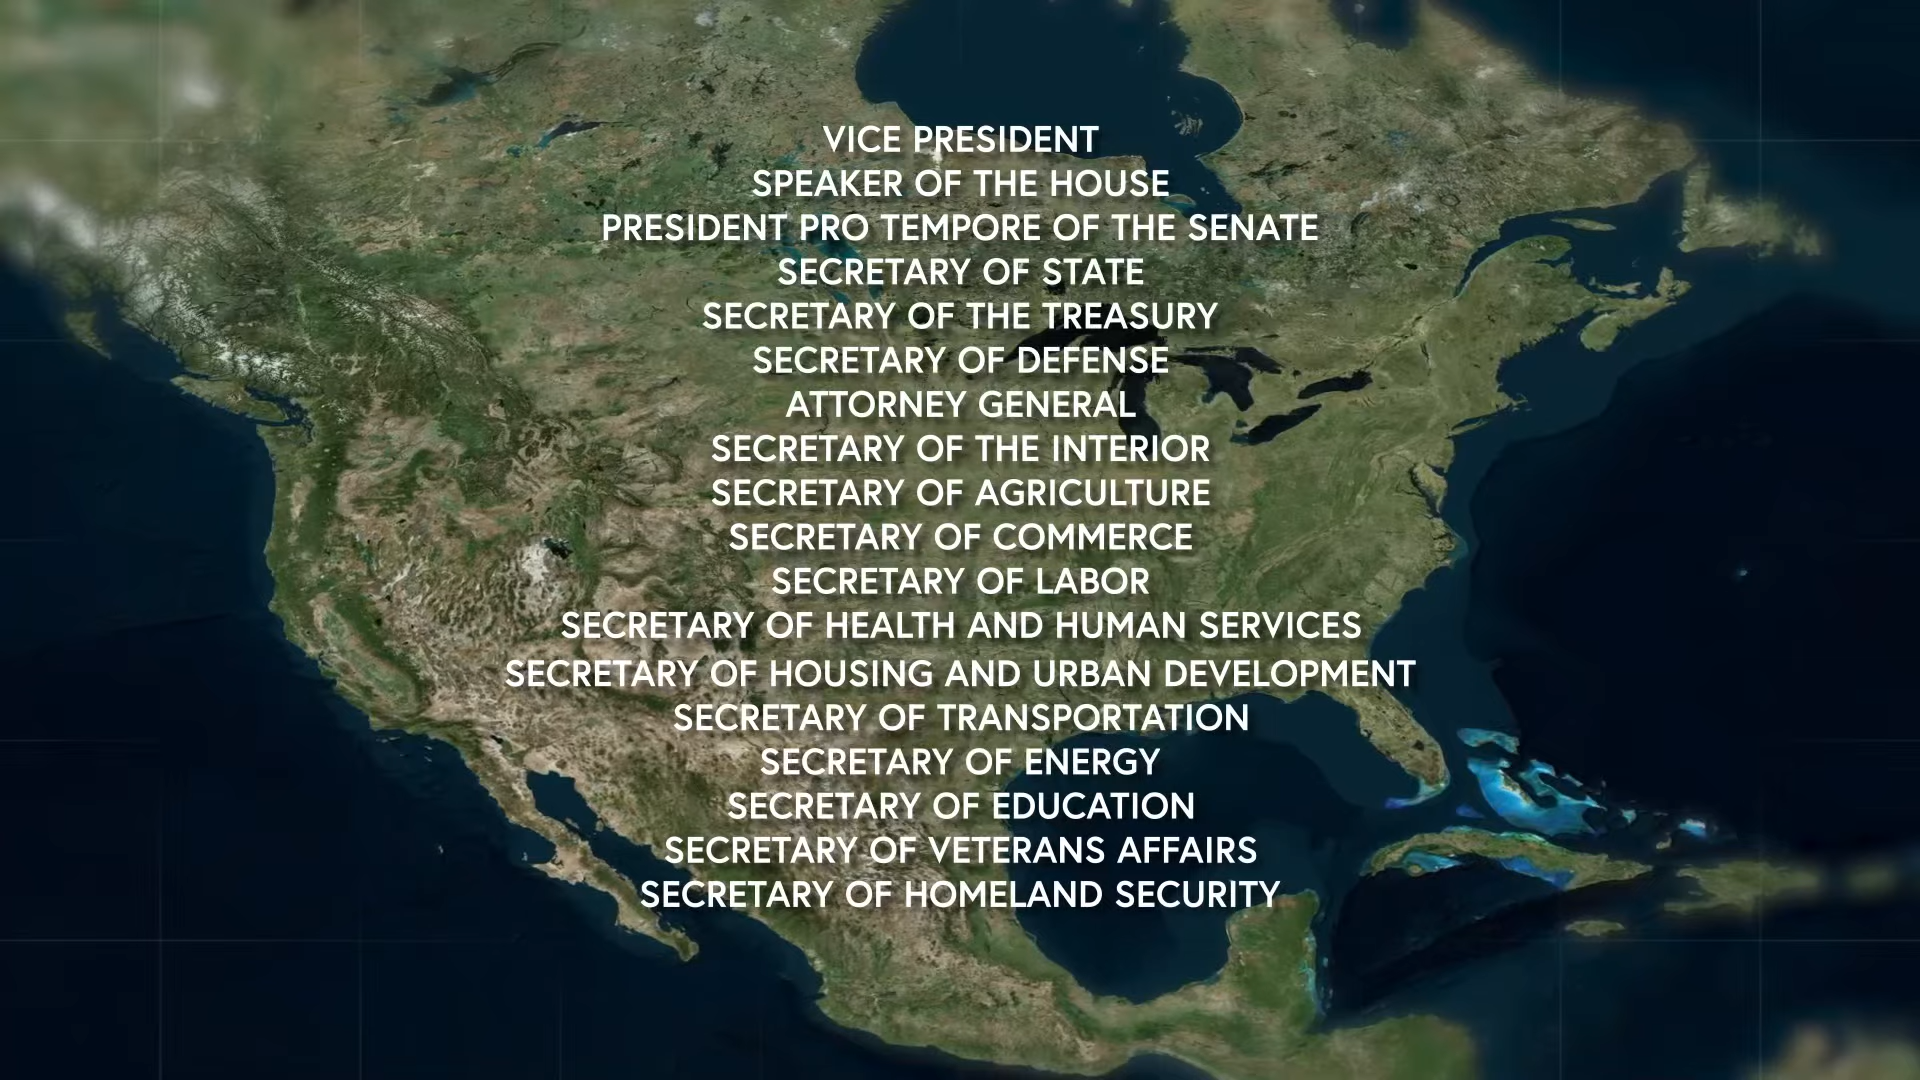 VICE PRESIDENT
SPEAKER OF THE HOUSE
PRESIDENT PRO TEMPORE OF THE SENATE
SECRETARY OF STATE
SECRETARY OF THE TREASURY
SECRETARY OF DEFENSE
ATTORNEY GENERAL
SECRETARY OF THE INTERIOR
SECRETARY OF AGRICULTURE
SECRETARY OF COMMERCE
SECRETARY OF LABOR
SECRETARY OF HEALTH AND HUMAN SERVICES
SECRETARY OF HOUSING AND URBAN DEVELOPMENT
SECRETARY OF TRANSPORTATION
SECRETARY OF ENERGY
SECRETARY OF EDUCATION
SECRETARY OF VETERANS AFFAIRS
SECRETARY OF HOMELAND SECURITY